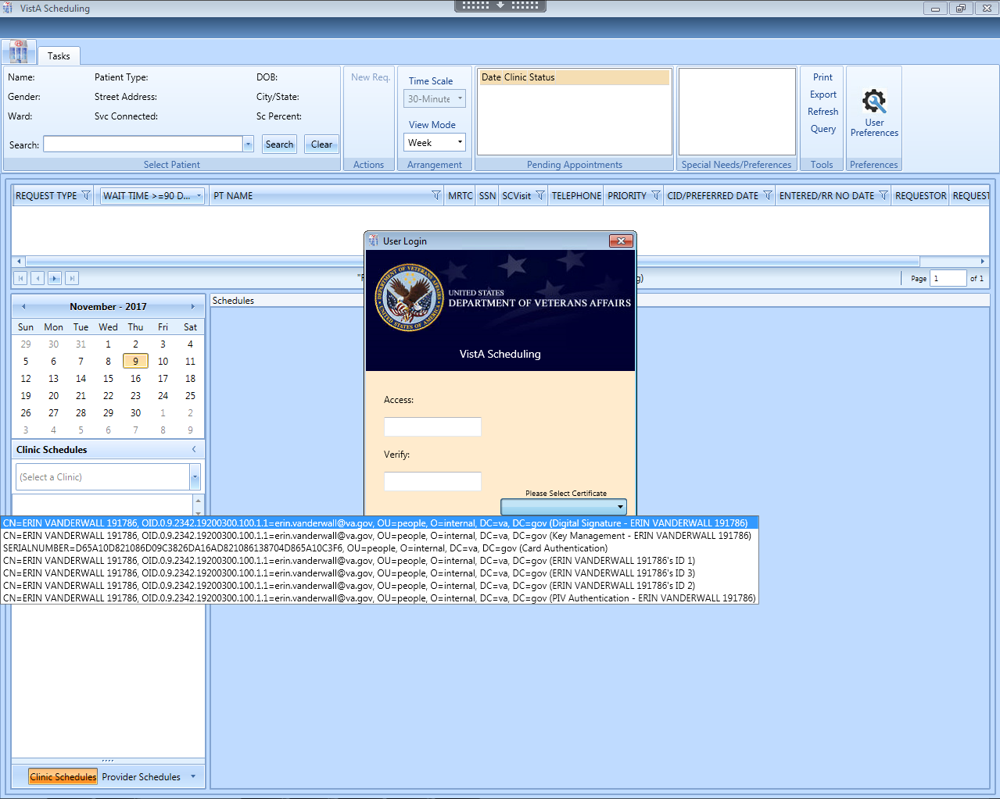 VistA Scheduling
Tasks
Name:
Patient Type:
DOB:
New Req.
Time Scale
Date Clinic Status
Print
Gender:
Street Address:
City/State:
30-Minute
Export
Ward:
Svc Connected:
Sc Percent:
View Mode
Refresh
User Preferences
Search:
Search
Clear
Week
Query
Select Patient
Actions
Arrangement
Pending Appointments
Special Needs/Preferences
Tools
Preferences
REQUEST TYPE
WAIT TIME >=90 D...
PT NAME
MRTC
SSN
SCVisit
TELEPHONE
PRIORITY
CID/PREFERRED DATE
ENTERED/RR NO DATE
REQUESTOR
REQUEST
Page 1 of 1
November - 2017
Sun Mon Tue Wed Thu Fri Sat
29 30 31 1 2 3 4
5 6 7 8 9 10 11
12 13 14 15 16 17 18
19 20 21 22 23 24 25
26 27 28 29 30 1 2
3 4 5 6 7 8 9
Clinic Schedules
(Select a Clinic)
Schedules
User Login
UNITED STATES
DEPARTMENT OF VETERANS AFFAIRS
DEPARTMENT OF VETERANS AFFAIRS
UNITED STATES OF AMERICA
VistA Scheduling
Access:
Verify:
Please Select Certificate
CN=ERIN VANDERWALL 191786, OID.0.9.2342.19200300.100.1.1=erin.vanderwall@va.gov, OU=people, O=internal, DC=va, DC=gov (Digital Signature - ERIN VANDERWALL 191786)
CN=ERIN VANDERWALL 191786, OID.0.9.2342.19200300.100.1.1=erin.vanderwall@va.gov, OU=people, O=internal, DC=va, DC=gov (Key Management - ERIN VANDERWALL 191786)
SERIALNUMBER=D65A10D821086D09C3826DA16AD821086138704D865A10C3F6, OU=people, O=internal, DC=va, DC=gov (Card Authentication)
CN=ERIN VANDERWALL 191786, OID.0.9.2342.19200300.100.1.1=erin.vanderwall@va.gov, OU=people, O=internal, DC=va, DC=gov (ERIN VANDERWALL 191786's ID 1)
CN=ERIN VANDERWALL 191786, OID.0.9.2342.19200300.100.1.1=erin.vanderwall@va.gov, OU=people, O=internal, DC=va, DC=gov (ERIN VANDERWALL 191786's ID 3)
CN=ERIN VANDERWALL 191786, OID.0.9.2342.19200300.100.1.1=erin.vanderwall@va.gov, OU=people, O=internal, DC=va, DC=gov (ERIN VANDERWALL 191786's ID 2)
CN=ERIN VANDERWALL 191786, OID.0.9.2342.19200300.100.1.1=erin.vanderwall@va.gov, OU=people, O=internal, DC=va, DC=gov (PIV Authentication - ERIN VANDERWALL 191786)
Clinic Schedules
Provider Schedules